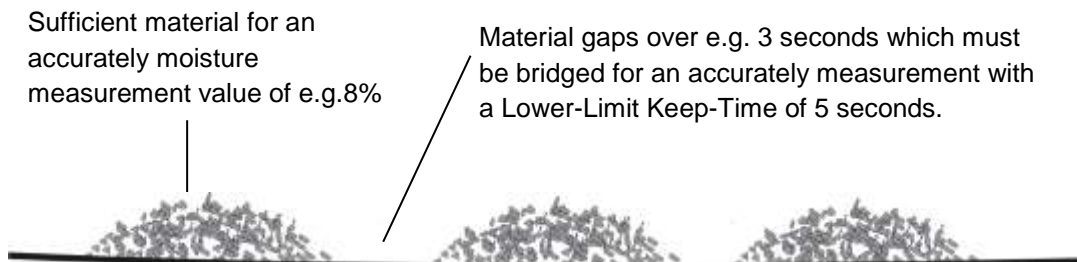 Sufficient material for an
accurately moisture
measurement value of e.g.8%
Material gaps over e.g. 3 seconds which must
be bridged for an accurately measurement with
a Lower-Limit Keep-Time of 5 seconds.